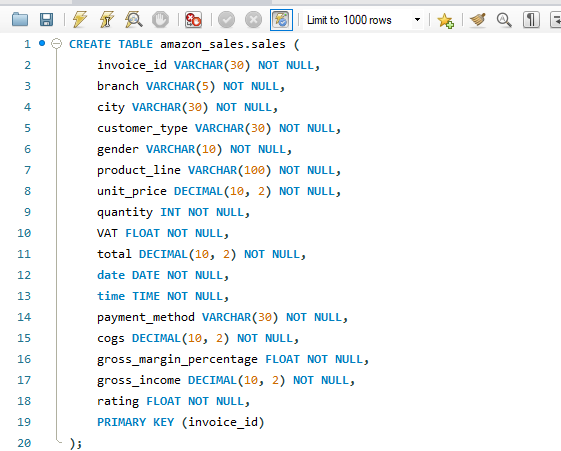 Limit to 1000 rows
1 CREATE TABLE amazon_sales.sales (
2 invoice_id VARCHAR(30) NOT NULL,
3 branch VARCHAR(5) NOT NULL,
4 city VARCHAR(30) NOT NULL,
5 customer_type VARCHAR(30) NOT NULL,
6 gender VARCHAR(10) NOT NULL,
7 product_line VARCHAR(100) NOT NULL,
8 unit_price DECIMAL(10, 2) NOT NULL,
9 quantity INT NOT NULL,
10 VAT FLOAT NOT NULL,
11 total DECIMAL(10, 2) NOT NULL,
12 date DATE NOT NULL,
13 time TIME NOT NULL,
14 payment_method VARCHAR(30) NOT NULL,
15 cogs DECIMAL(10, 2) NOT NULL,
16 gross_margin_percentage FLOAT NOT NULL,
17 gross_income DECIMAL(10, 2) NOT NULL,
18 rating FLOAT NOT NULL,
19 PRIMARY KEY (invoice_id)
20 );